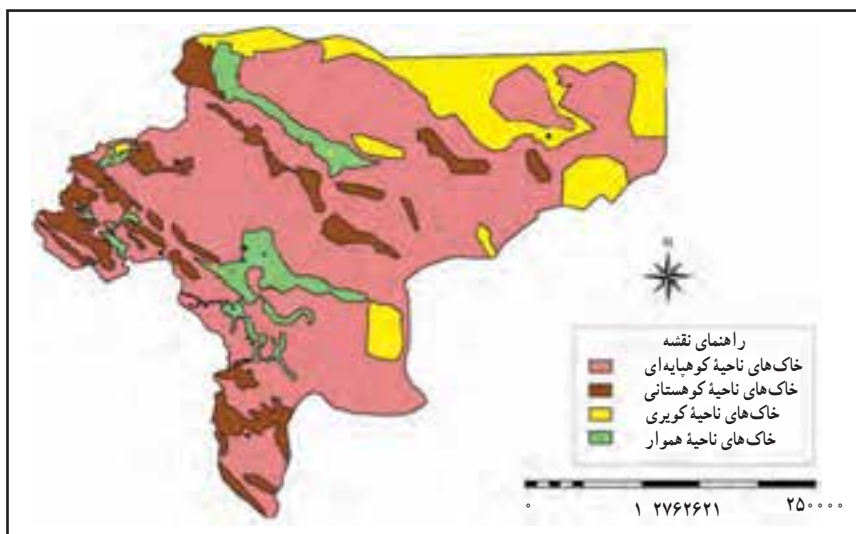 N
راهنمای نقشه
خاک‌های ناحیهٔ کوهپایه‌ای
خاک‌های ناحیهٔ کوهستانی
خاک‌های ناحیهٔ کویری
خاک‌های ناحیهٔ هموار
۰ ۱ ۲۷۶۲۶۲۱ ۲۵۰۰۰۰